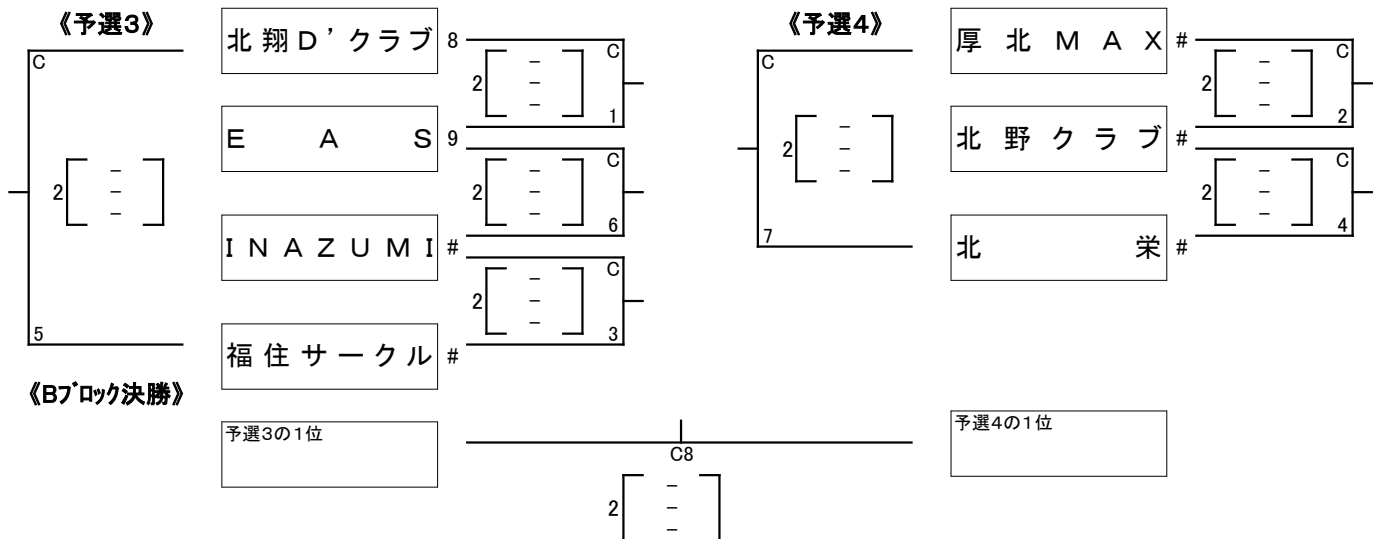 《予選3》
北翔D’クラブ 8
C
2 - - -
C
1
EAS 9
2 - - -
C
6
2 - - -
5
INAZUMI #
2 - - -
C
3
福住サークル #
《予選4》
厚北MAX #
C
2 - - -
C
2
北野クラブ #
2 - - -
2 - - -
C
4
7
北栄 #
《Bブロック決勝》
予選3の1位
C8
2 - - -
予選4の1位